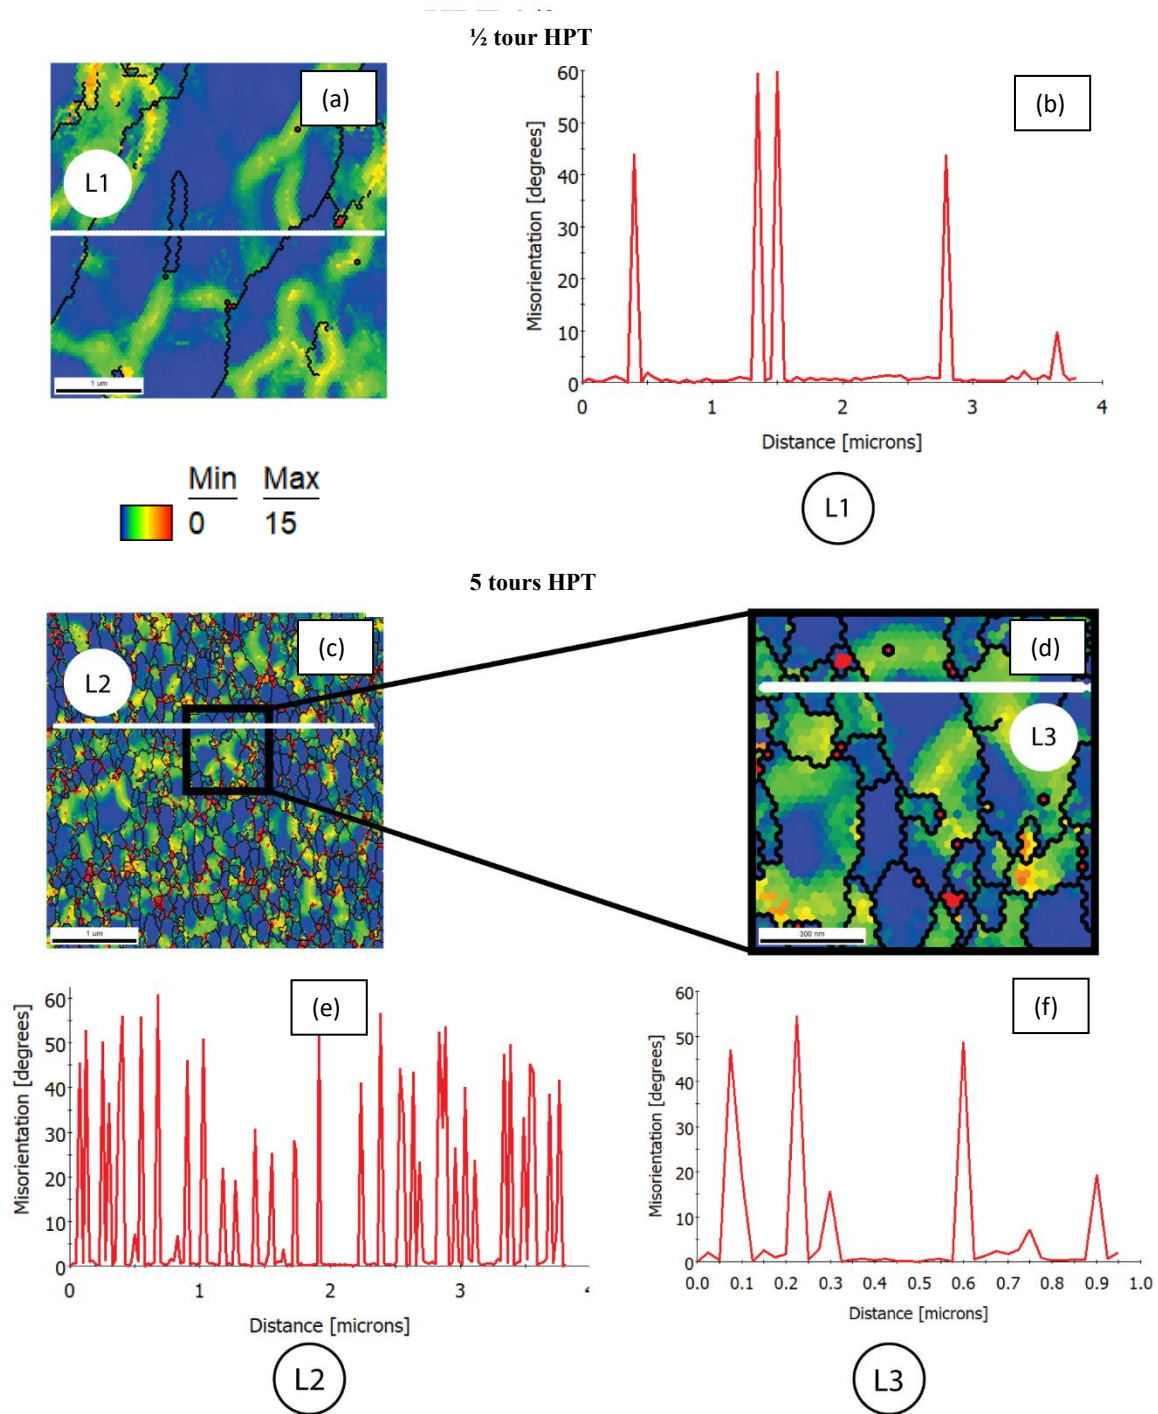 ½ tour HPT
(a)
L1
1 um
(b)
Misorientation [degrees]
60
50
40
30
20
10
0
0 1 2 3 4
Distance [microns]
L1
Min Max
0 15
5 tours HPT
(c)
L2
1 um
(d)
L3
300 nm
(e)
Misorientation [degrees]
60
50
40
30
20
10
0
0 1 2 3
Distance [microns]
L2
(f)
Misorientation [degrees]
60
50
40
30
20
10
0
0.0 0.1 0.2 0.3 0.4 0.5 0.6 0.7 0.8 0.9 1.0
Distance [microns]
L3